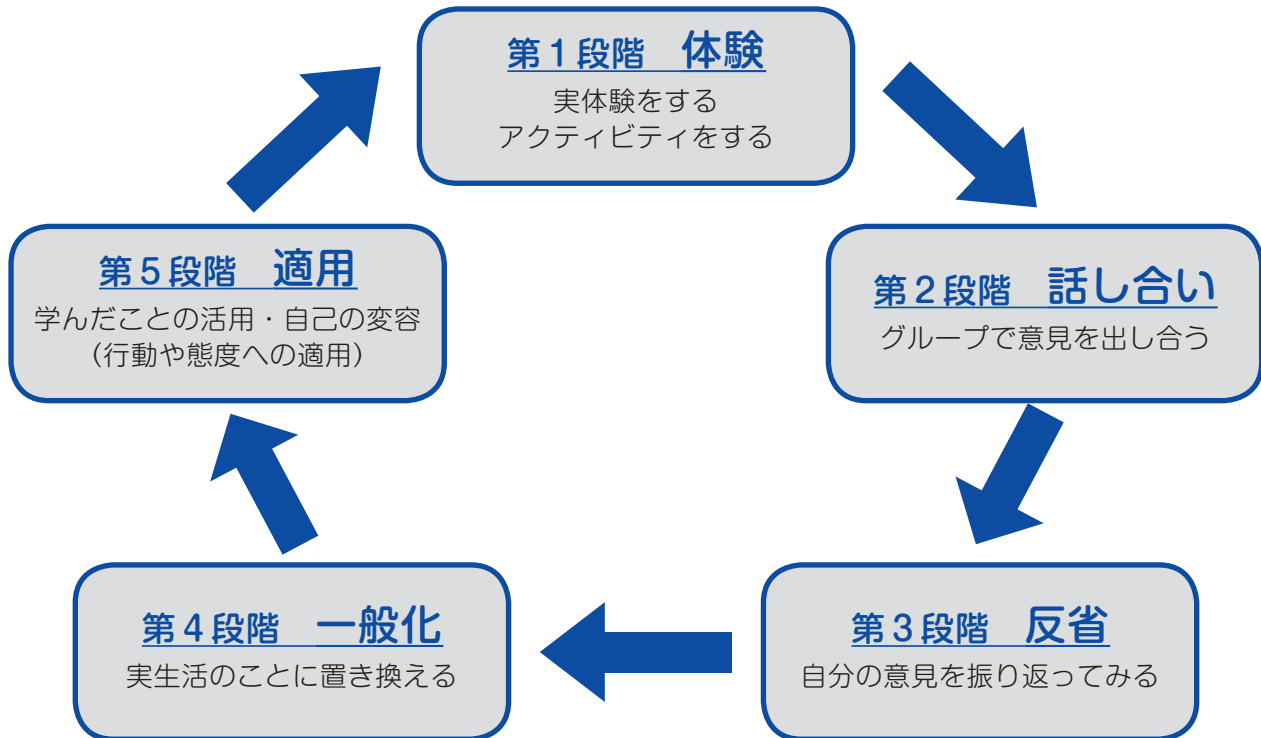 第1段階　体験
実体験をする
アクティビティをする
第2段階　話し合い
グループで意見を出し合う
第3段階　反省
自分の意見を振り返ってみる
第4段階　一般化
実生活のことに置き換える
第5段階　適用
学んだことの活用・自己の変容
（行動や態度への適用）